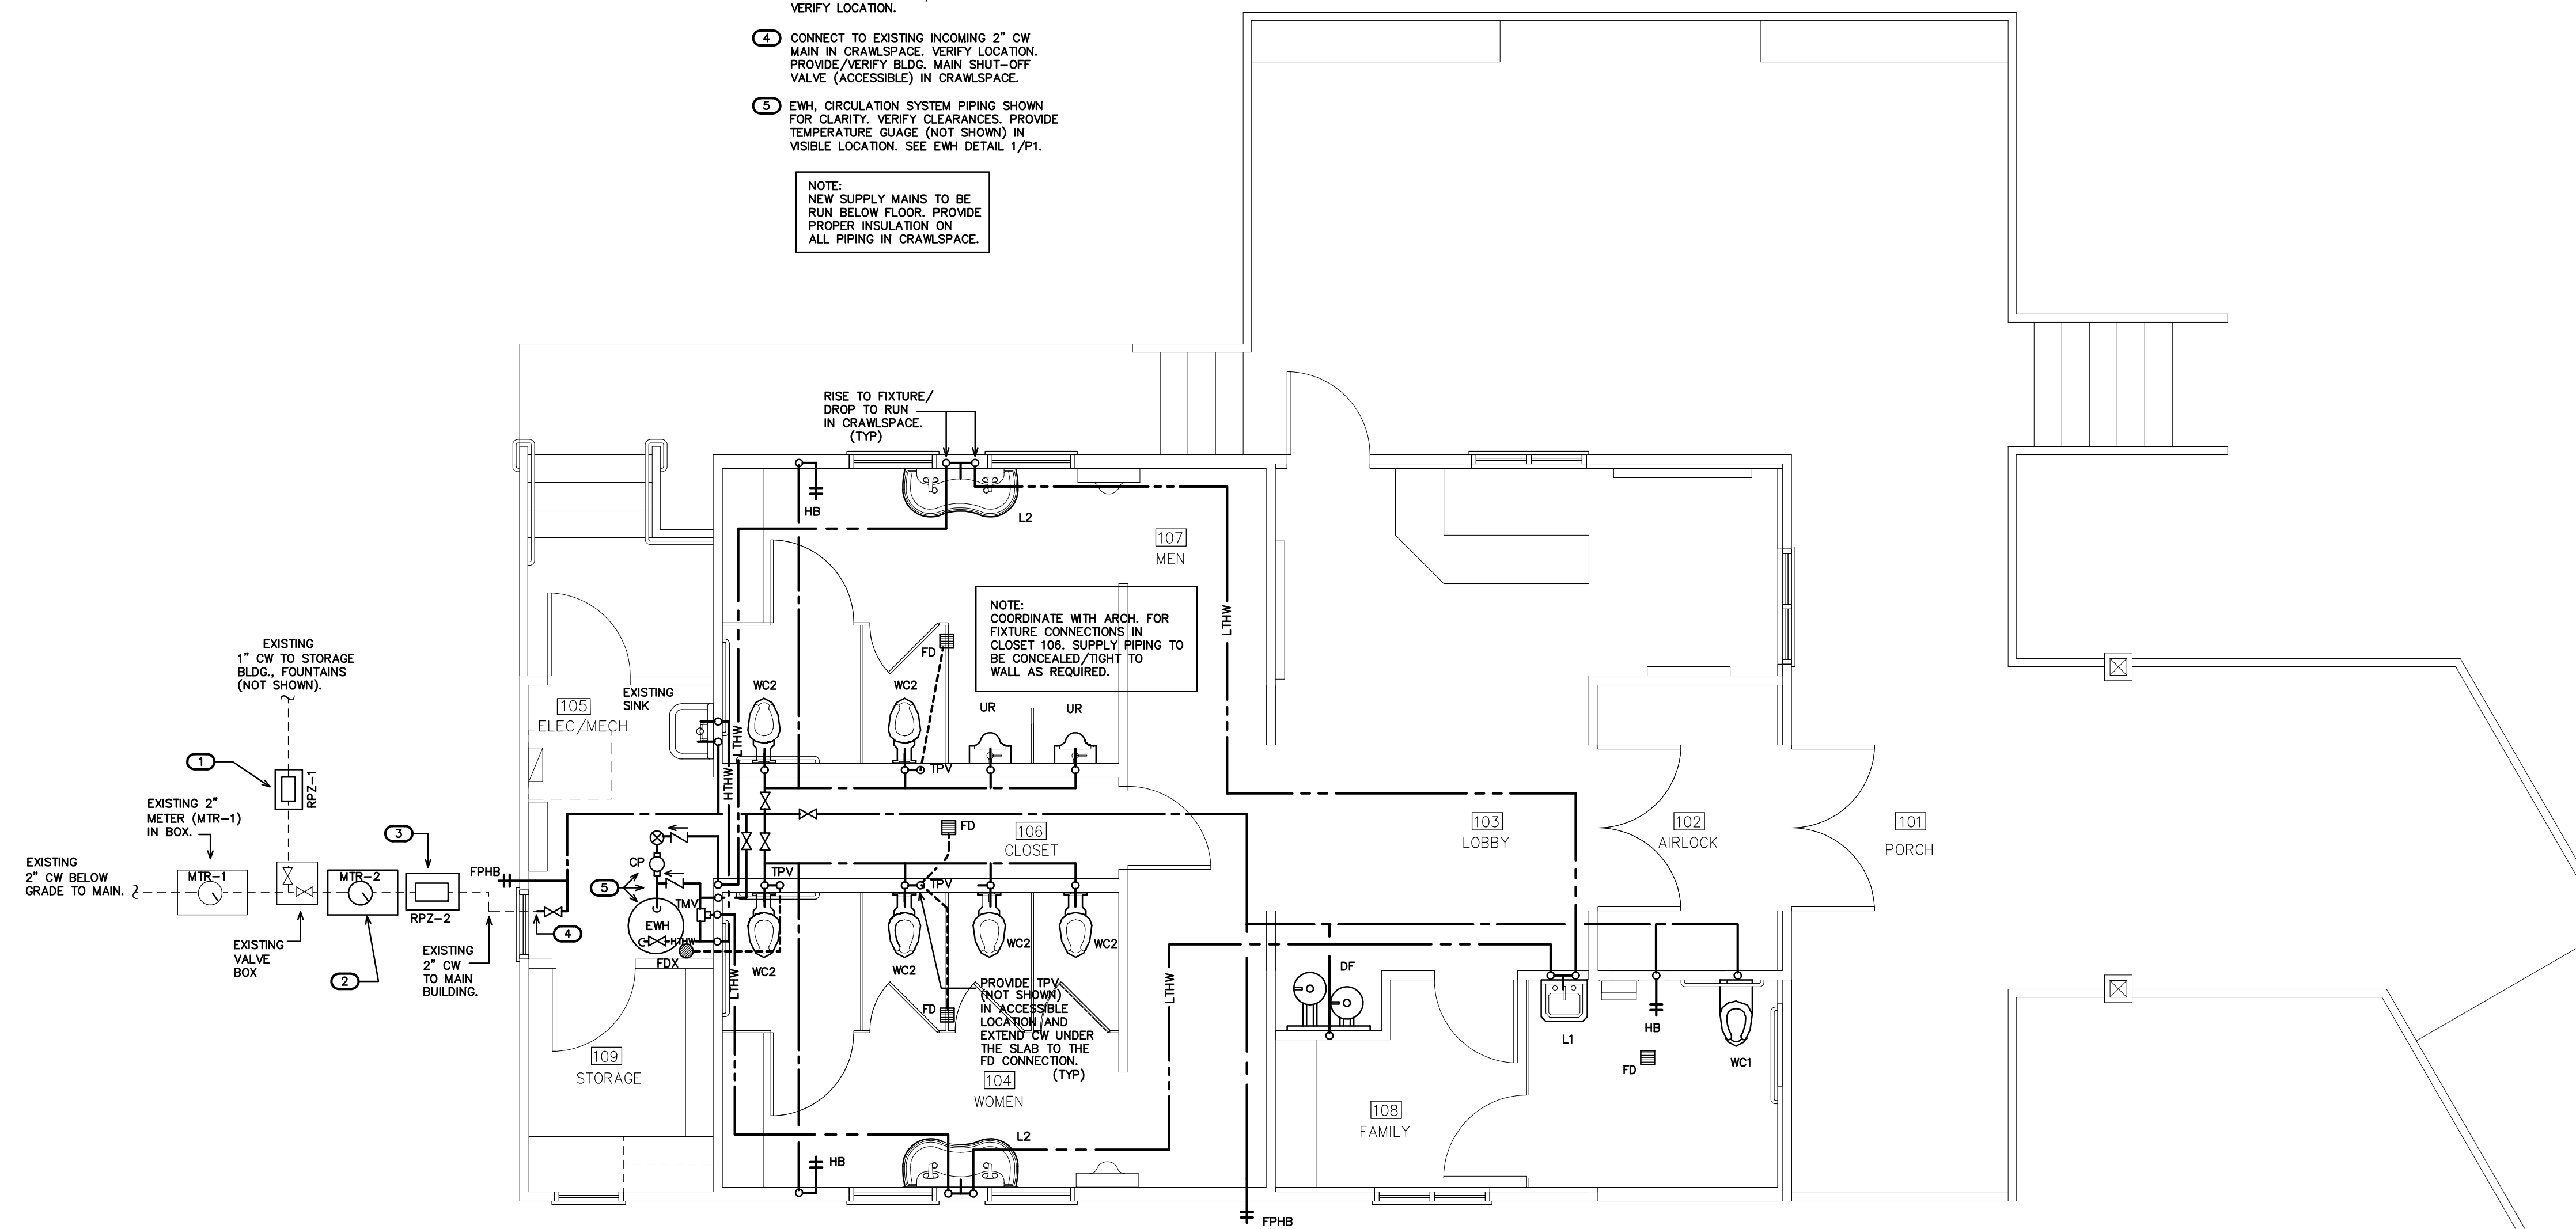 VERIFY LOCATION.
4 CONNECT TO EXISTING INCOMING 2" CW
MAIN IN CRAWLSPACE. VERIFY LOCATION.
PROVIDE/VERIFY BLDG. MAIN SHUT-OFF
VALVE (ACCESSIBLE) IN CRAWLSPACE.
5 EWH, CIRCULATION SYSTEM PIPING SHOWN
FOR CLARITY. VERIFY CLEARANCES. PROVIDE
TEMPERATURE GUAGE (NOT SHOWN) IN
VISIBLE LOCATION. SEE EWH DETAIL 1/P1.
NOTE:
NEW SUPPLY MAINS TO BE
RUN BELOW FLOOR. PROVIDE
PROPER INSULATION ON
ALL PIPING IN CRAWLSPACE.
RISE TO FIXTURE/
DROP TO RUN
IN CRAWLSPACE.
(TYP)
HB
L2
107
MEN
NOTE:
COORDINATE WITH ARCH. FOR
FIXTURE CONNECTIONS IN
CLOSET 106. SUPPLY PIPING TO
BE CONCEALED/TIGHT TO
WALL AS REQUIRED.
LTHW
FD
EXISTING
1" CW TO STORAGE
BLDG., FOUNTAINS
(NOT SHOWN).
EXISTING
SINK
105
ELEC/MECH
WC2
WC2
UR
UR
LTHW
HTHW
TPV
1
RPZ-1
EXISTING 2"
METER (MTR-1)
IN BOX.
3
EXISTING
2" CW BELOW
GRADE TO MAIN.
MTR-1
MTR-2
RPZ-2
FPHB
CP
5
TMV
EWH
HTHW
FDX
4
TPV
TPV
FD
106
CLOSET
103
LOBBY
102
AIRLOCK
101
PORCH
EXISTING
VALVE
BOX
2
EXISTING
2" CW
TO MAIN
BUILDING.
WC2
WC2
WC2
WC2
LTHW
FD
PROVIDE TPV
(NOT SHOWN)
IN ACCESSIBLE
LOCATION AND
EXTEND CW UNDER
THE SLAB TO THE
FD CONNECTION.
(TYP)
LTHW
DF
L1
HB
FD
WC1
109
STORAGE
104
WOMEN
108
FAMILY
L2
HB
FPHB